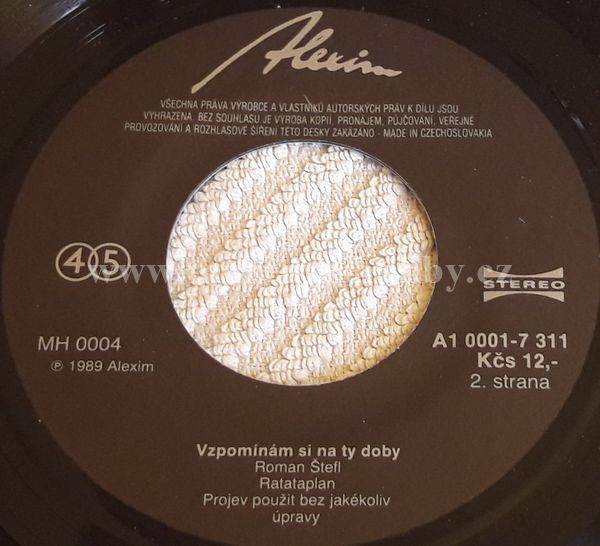 Alexim
VŠECHNA PRÁVA VÝROBCE A VLASTNÍKŮ AUTORSKÝCH PRÁV K DÍLU JSOU
VYHRAZENA. BEZ SOUHLASU JE VÝROBA KOPIÍ, PRONÁJEM, PŮJČOVÁNÍ, VEŘEJNÉ
PROVOZOVÁNÍ A ROZHLASOVÉ ŠÍŘENÍ TÉTO DESKY ZAKÁZÁNO - MADE IN CZECHOSLOVAKIA
45
STEREO
MH 0004
℗ 1989 Alexim
A1 0001-7 311
Kčs 12,-
2. strana
Vzpomínám si na ty doby
Roman Štefl
Ratataplan
Projev použit bez jakékoliv
úpravy